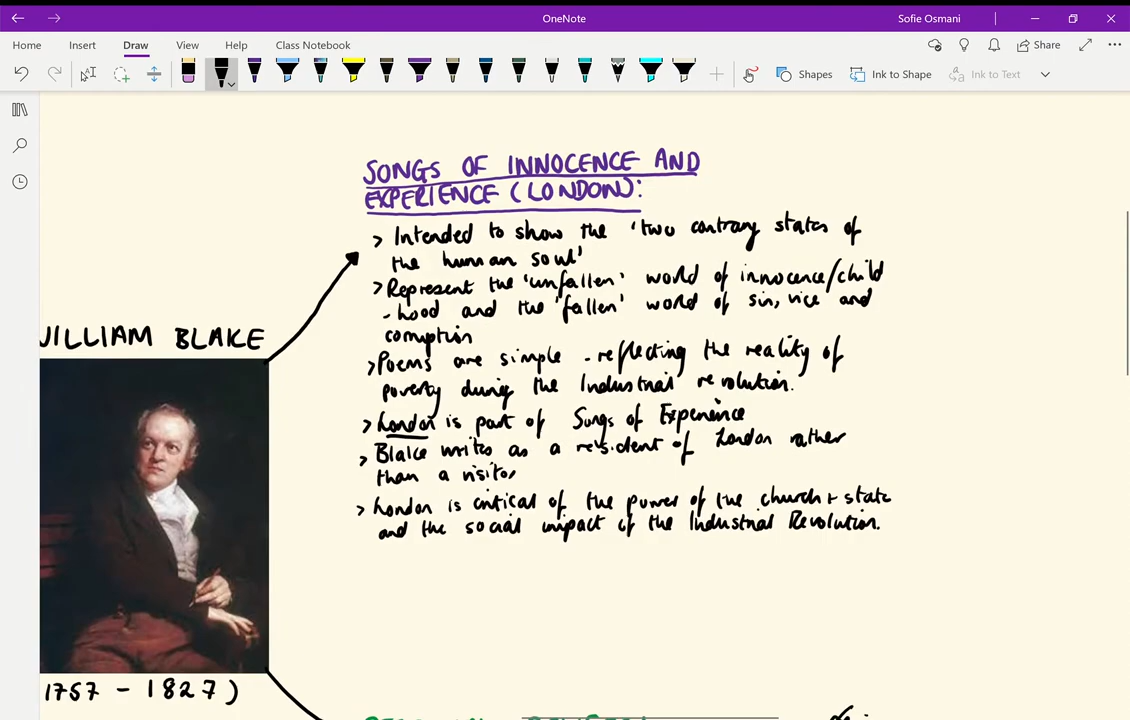 OneNote
Sofie Osmani
Home Insert Draw View Help Class Notebook
Share
Shapes Ink to Shape Ink to Text
SONGS OF INNOCENCE AND
EXPERIENCE (LONDON):
> Intended to show the 'two contrary states of
the human soul'
> Represent the 'unfallen' world of innocence/child
-hood and the 'fallen' world of sin, vice and
corruption
> Poems are simple - reflecting the reality of
poverty during the Industrial revolution.
> London is part of Songs of Experience
> Blake writes as a resident of London rather
than a visitor
> London is critical of the power of the church + state
and the social impact of the Industrial Revolution.
WILLIAM BLAKE
1757 - 1827)